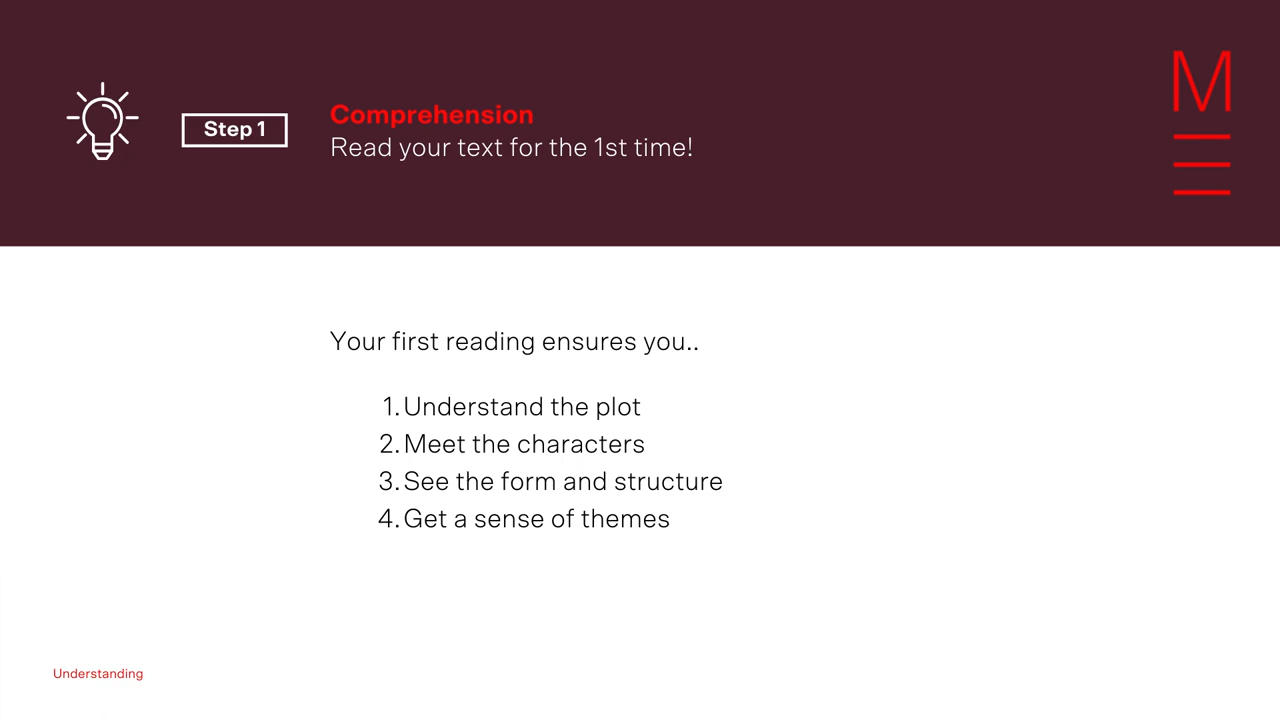 Step 1
Comprehension
Read your text for the 1st time!
M
Your first reading ensures you..
1. Understand the plot
2. Meet the characters
3. See the form and structure
4. Get a sense of themes
Understanding